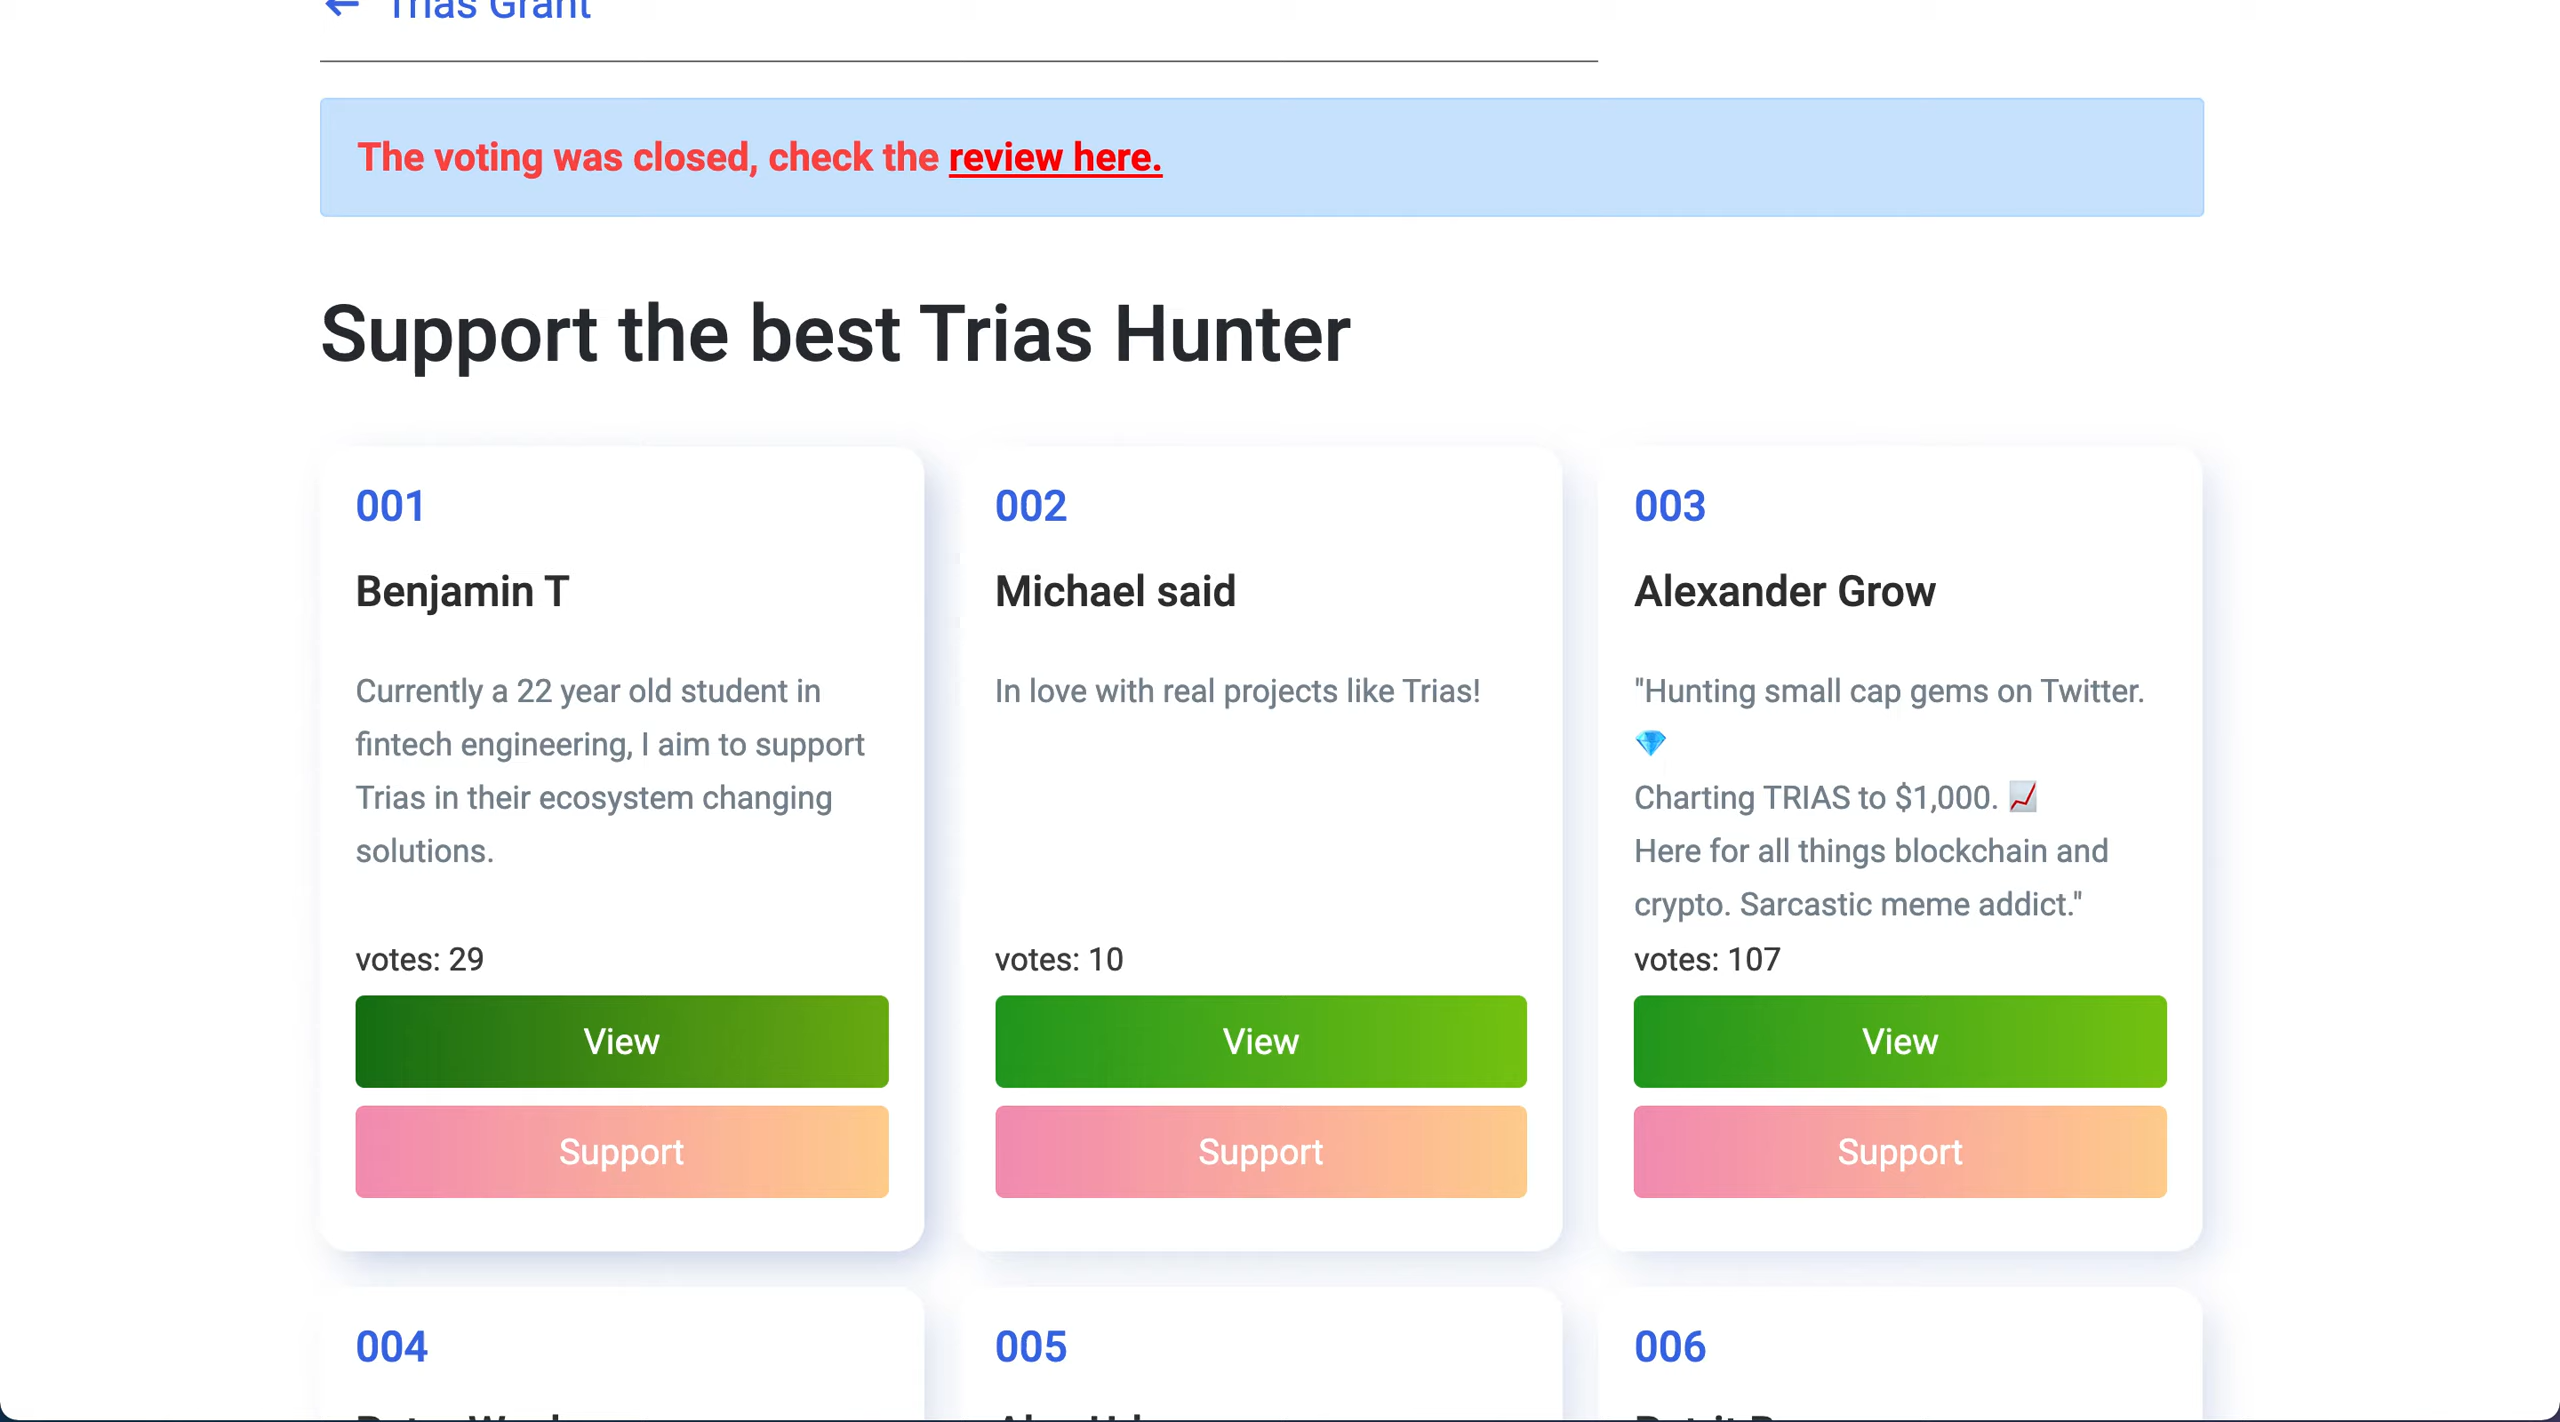 ← Trias Grant
The voting was closed, check the review here.
Support the best Trias Hunter
001
Benjamin T
Currently a 22 year old student in
fintech engineering, I aim to support
Trias in their ecosystem changing
solutions.
votes: 29
View
Support
002
Michael said
In love with real projects like Trias!
votes: 10
View
Support
003
Alexander Grow
"Hunting small cap gems on Twitter.
💎
Charting TRIAS to $1,000. 📈
Here for all things blockchain and
crypto. Sarcastic meme addict."
votes: 107
View
Support
004
005
006